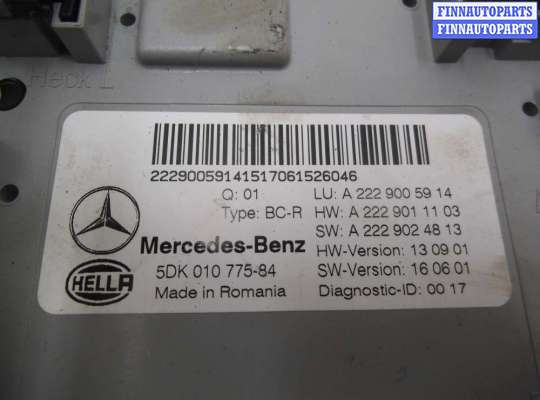 FINNAUTOPARTS
FINNAUTOPARTS
Heck L
22290059141517061526046
Q: 01
LU: A 222 900 59 14
Type: BC-R
HW: A 222 901 11 03
SW: A 222 902 48 13
Mercedes-Benz
HW-Version: 13 09 01
5DK 010 775-84
SW-Version: 16 06 01
HELLA
Made in Romania
Diagnostic-ID: 00 17